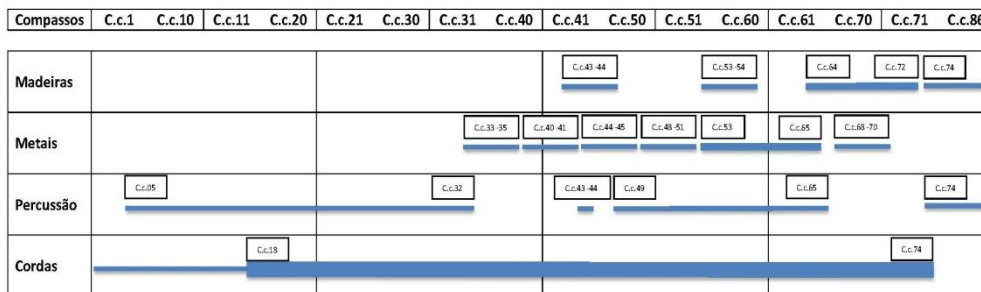 Compassos C.c.1 C.c.10 C.c.11 C.c.20 C.c.21 C.c.30 C.c.31 C.c.40 C.c.41 C.c.50 C.c.51 C.c.60 C.c.61 C.c.70 C.c.71 C.c.86
Madeiras C.c.43 -44 C.c.53 -54 C.c.64 C.c.72 C.c.74
Metais C.c.33 -35 C.c.40 -41 C.c.44 -45 C.c.48 -51 C.c.53 C.c.65 C.c.68 -70
Percussão C.c.05 C.c.32 C.c.43 -44 C.c.49 C.c.65 C.c.74
Cordas C.c.18 C.c.74